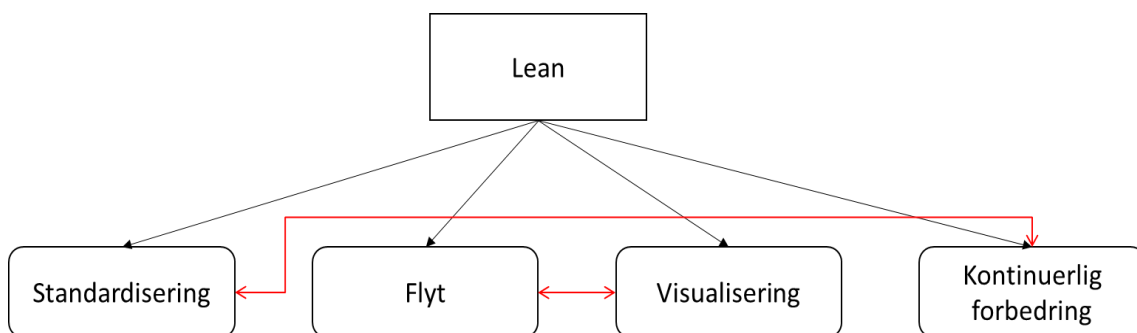 Lean
Standardisering
Flyt
Visualisering
Kontinuerlig
forbedring